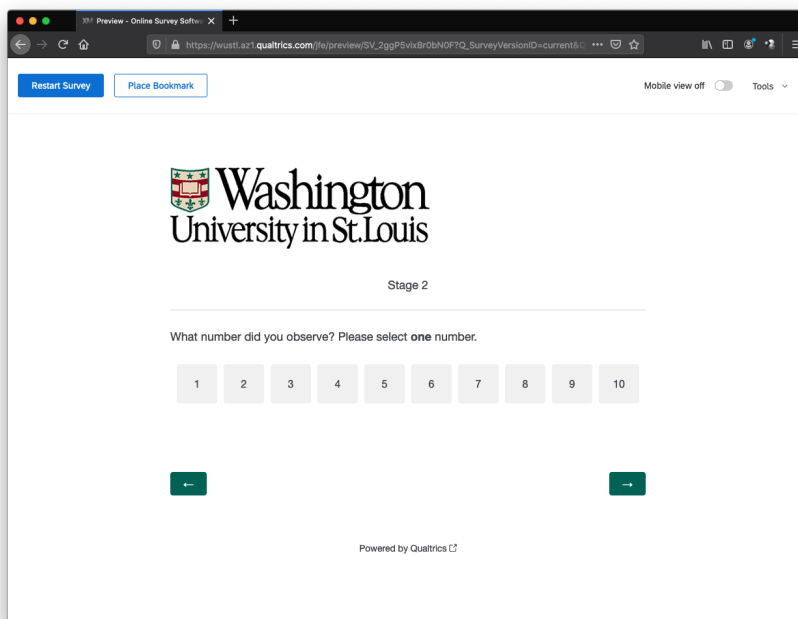 Preview - Online Survey Softwa
https://wustl.az1.qualtrics.com/jfe/preview/SV_2ggP5vixBr0bN0F?Q_SurveyVersionID=current&
Restart Survey
Place Bookmark
Mobile view off
Tools
Washington
University in St.Louis
Stage 2
What number did you observe? Please select one number.
1 2 3 4 5 6 7 8 9 10
← →
Powered by Qualtrics